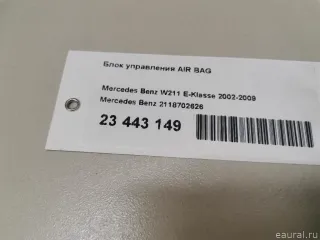 Блок управления AIR BAG
Mercedes Benz W211 E-Klasse 2002-2009
Mercedes Benz 2118702626
23 443 149
eaural.ru